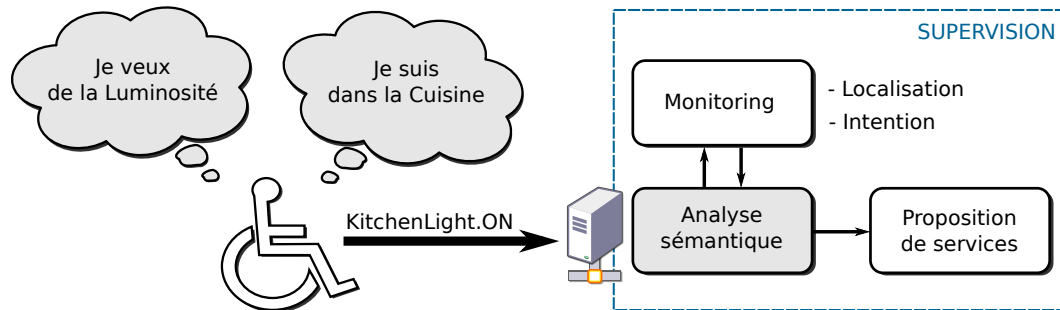 Je veux
de la Luminosité
Je suis
dans la Cuisine
KitchenLight.ON
SUPERVISION
Monitoring
- Localisation
- Intention
Analyse
sémantique
Proposition
de services